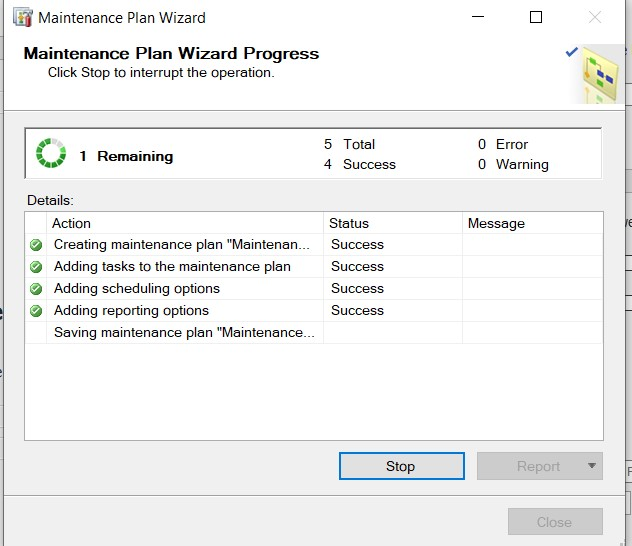 Maintenance Plan Wizard
Maintenance Plan Wizard Progress
Click Stop to interrupt the operation.
1 Remaining
5 Total
0 Error
4 Success
0 Warning
Details:
Action Status Message
Creating maintenance plan "Maintenan... Success
Adding tasks to the maintenance plan Success
Adding scheduling options Success
Adding reporting options Success
Saving maintenance plan "Maintenance...
Stop
Report
Close